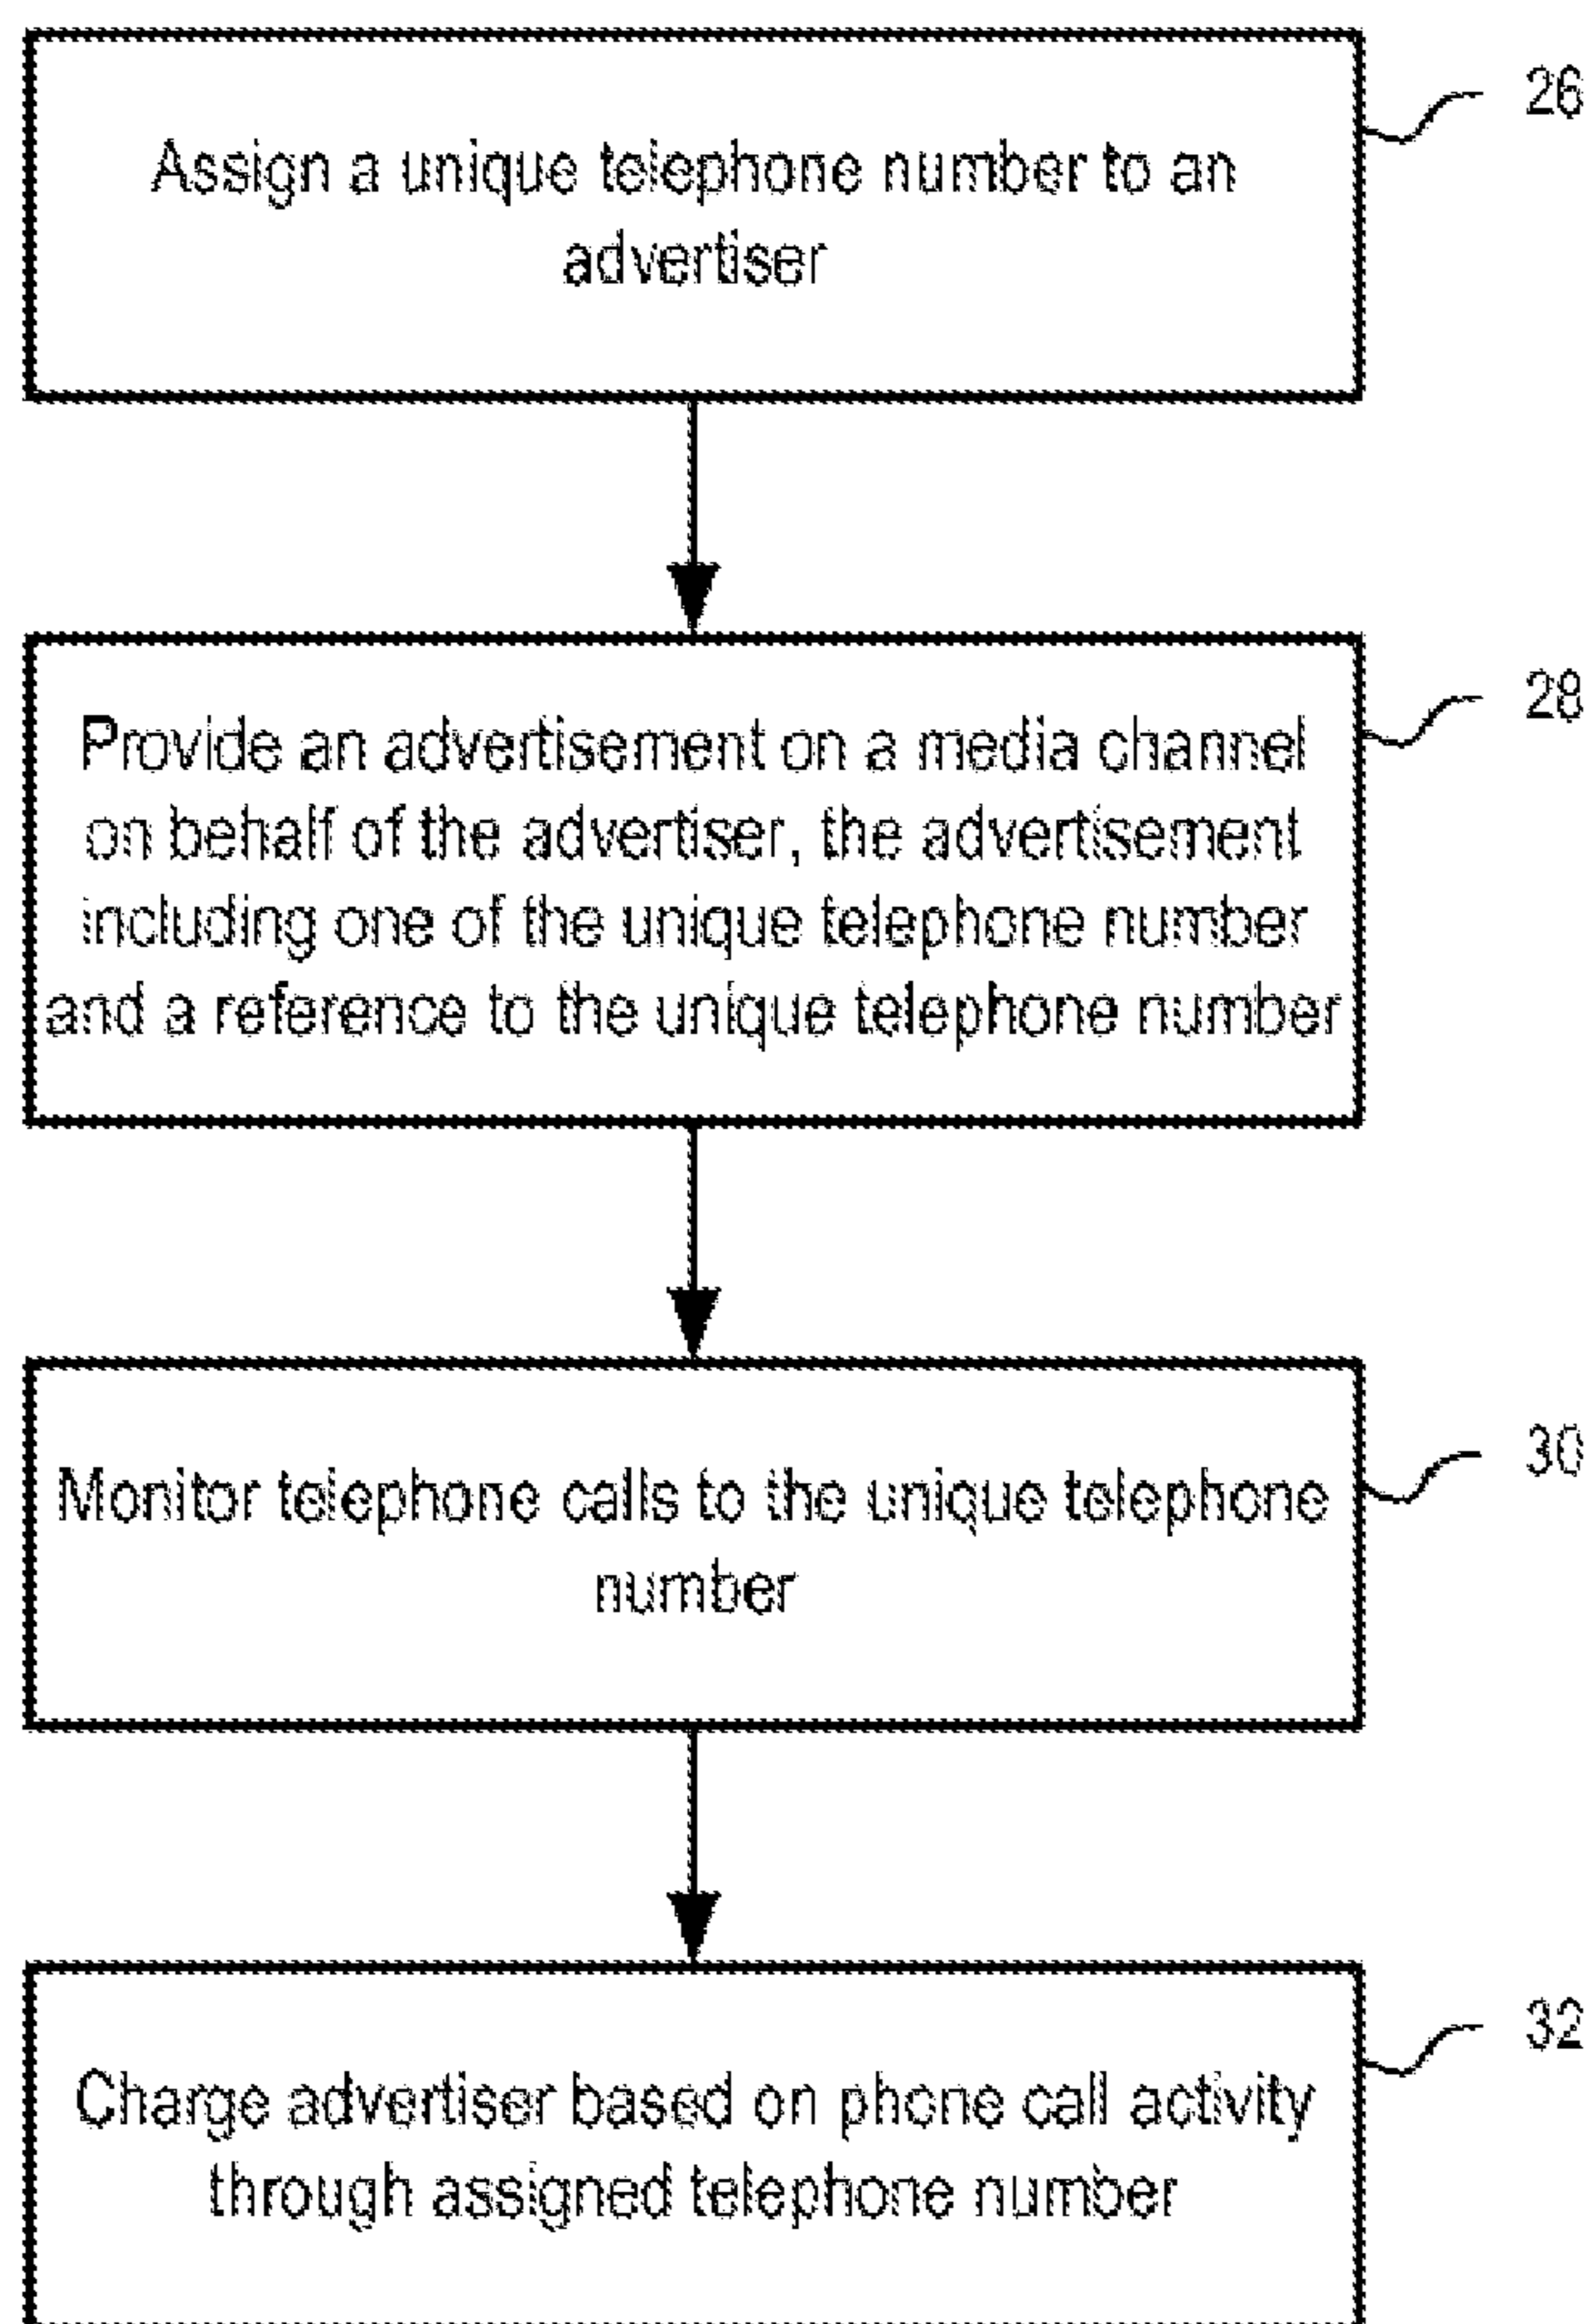 26
Assign a unique telephone number to an
advertiser
28
Provide an advertisement on a media channel
on behalf of the advertiser, the advertisement
including one of the unique telephone number
and a reference to the unique telephone number
30
Monitor telephone calls to the unique telephone
number
32
Charge advertiser based on phone call activity
through assigned telephone number